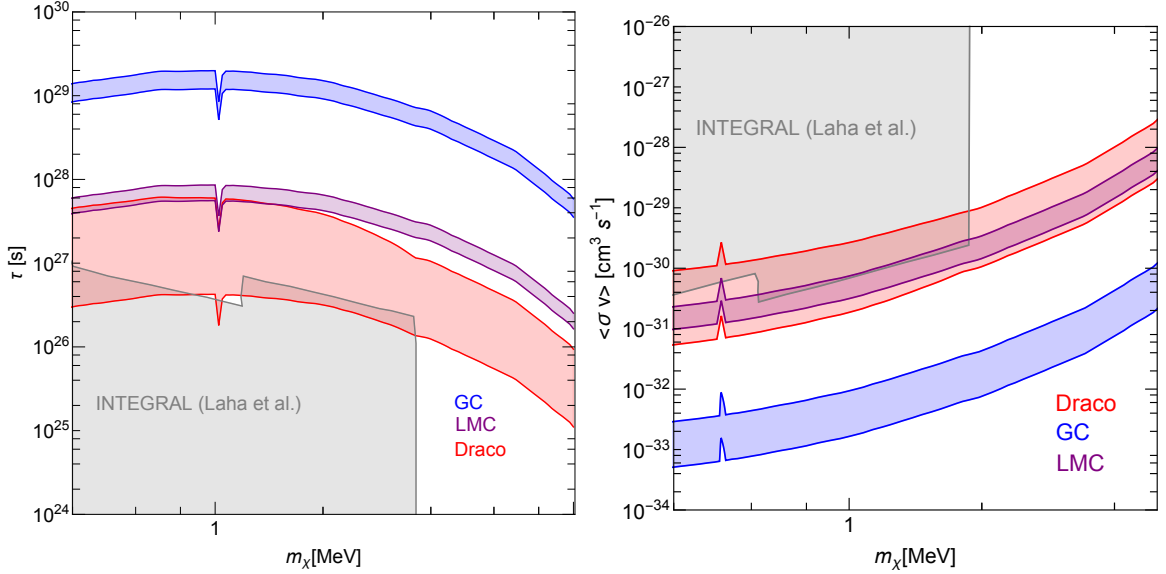 10^30
10^29
10^28
10^27
10^26
10^25
10^24
τ [s]
INTEGRAL (Laha et al.)
GC
LMC
Draco
1
m_χ[MeV]
10^-26
10^-27
10^-28
10^-29
10^-30
10^-31
10^-32
10^-33
10^-34
<σ v> [cm^3 s^-1]
INTEGRAL (Laha et al.)
Draco
GC
LMC
1
m_χ[MeV]